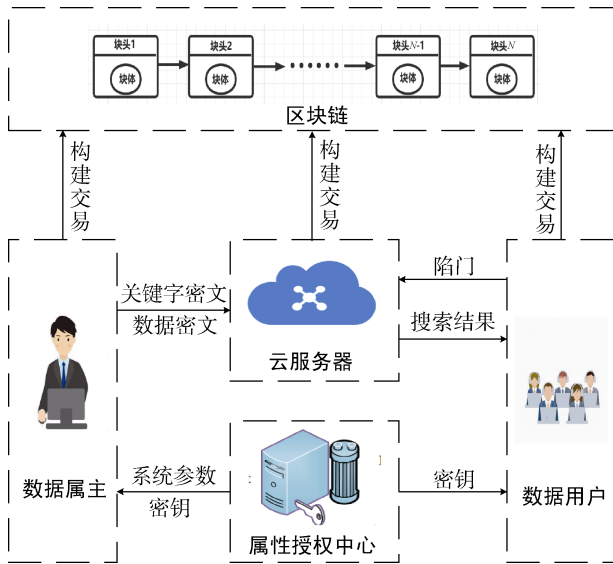 块头1
块体
块头2
块体
……
块头N-1
块体
块头N
块体
区块链
构建交易
构建交易
构建交易
关键字密文
数据密文
陷门
搜索结果
云服务器
数据属主
系统参数
密钥
属性授权中心
密钥
数据用户